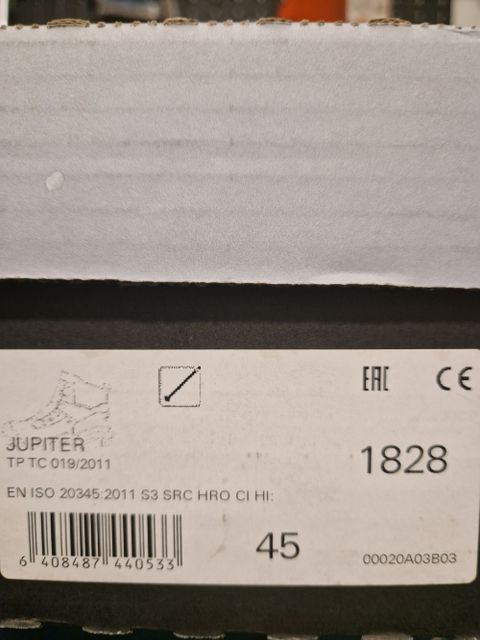 EAC CE
JUPITER
TP TC 019/2011
1828
EN ISO 20345:2011 S3 SRC HRO CI HI:
6 408487 440533
45
00020A03B03